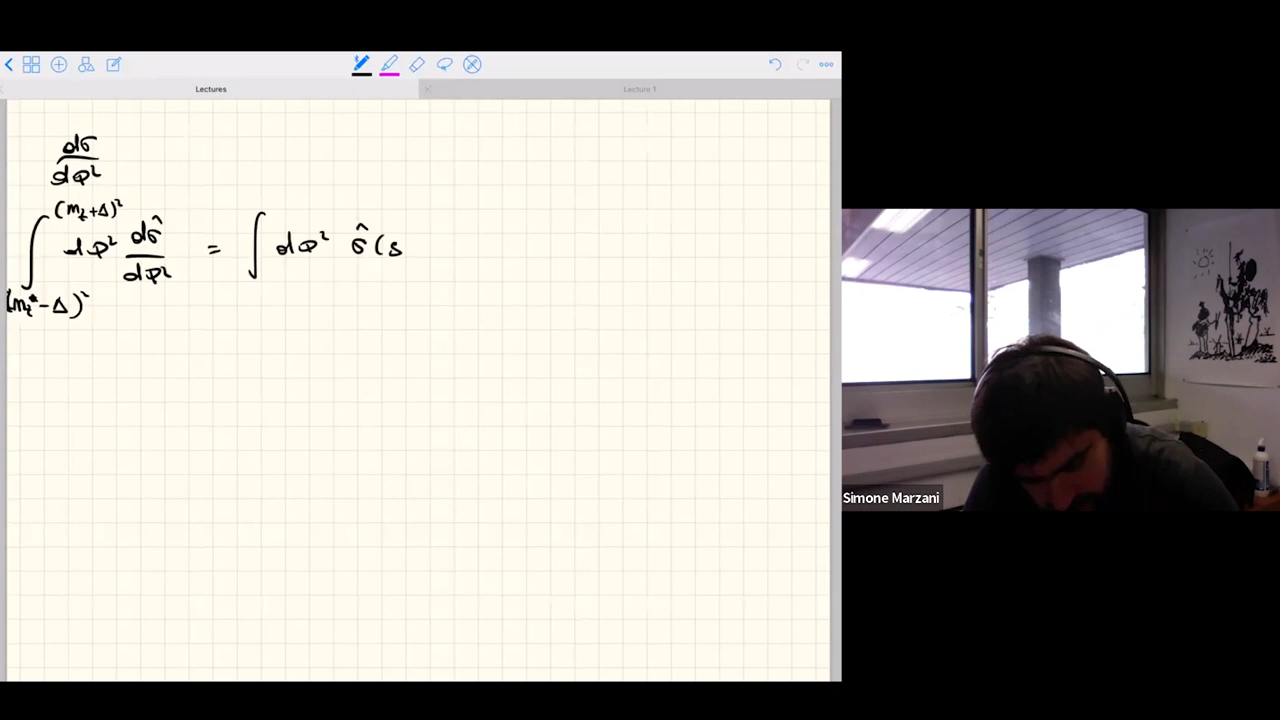 Lectures
Lecture 1
dσ/dQ²
∫_{(m_z-Δ)²}^{(m_z+Δ)²} dQ² dσ̂/dQ² = ∫ dQ² σ̂(s
Simone Marzani